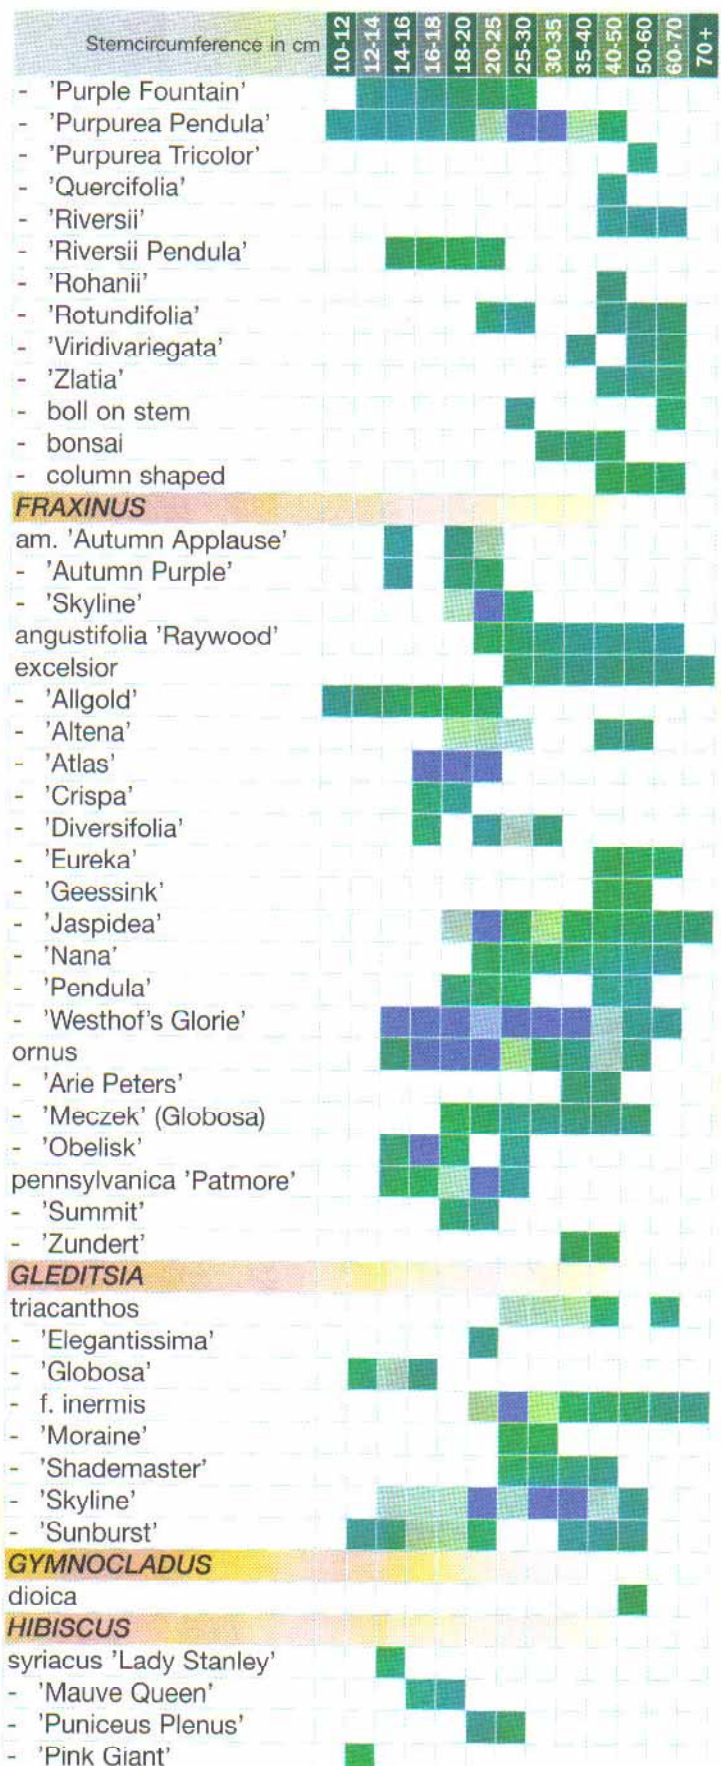 Stemcircumference in cm 10-12 12-14 14-16 16-18 18-20 20-25 25-30 30-35 35-40 40-50 50-60 60-70 70+
- 'Purple Fountain'
- 'Purpurea Pendula'
- 'Purpurea Tricolor'
- 'Quercifolia'
- 'Riversii'
- 'Riversii Pendula'
- 'Rohanii'
- 'Rotundifolia'
- 'Viridivariegata'
- 'Zlatia'
- boll on stem
- bonsai
- column shaped
FRAXINUS
am. 'Autumn Applause'
- 'Autumn Purple'
- 'Skyline'
angustifolia 'Raywood'
excelsior
- 'Allgold'
- 'Altena'
- 'Atlas'
- 'Crispa'
- 'Diversifolia'
- 'Eureka'
- 'Geessink'
- 'Jaspidea'
- 'Nana'
- 'Pendula'
- 'Westhof's Glorie'
ornus
- 'Arie Peters'
- 'Meczek' (Globosa)
- 'Obelisk'
pennsylvanica 'Patmore'
- 'Summit'
- 'Zundert'
GLEDITSIA
triacanthos
- 'Elegantissima'
- 'Globosa'
- f. inermis
- 'Moraine'
- 'Shademaster'
- 'Skyline'
- 'Sunburst'
GYMNOCLADUS
dioica
HIBISCUS
syriacus 'Lady Stanley'
- 'Mauve Queen'
- 'Puniceus Plenus'
- 'Pink Giant'